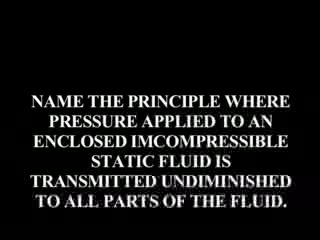 NAME THE PRINCIPLE WHERE
PRESSURE APPLIED TO AN
ENCLOSED IMCOMPRESSIBLE
STATIC FLUID IS
TRANSMITTED UNDIMINISHED
TO ALL PARTS OF THE FLUID.